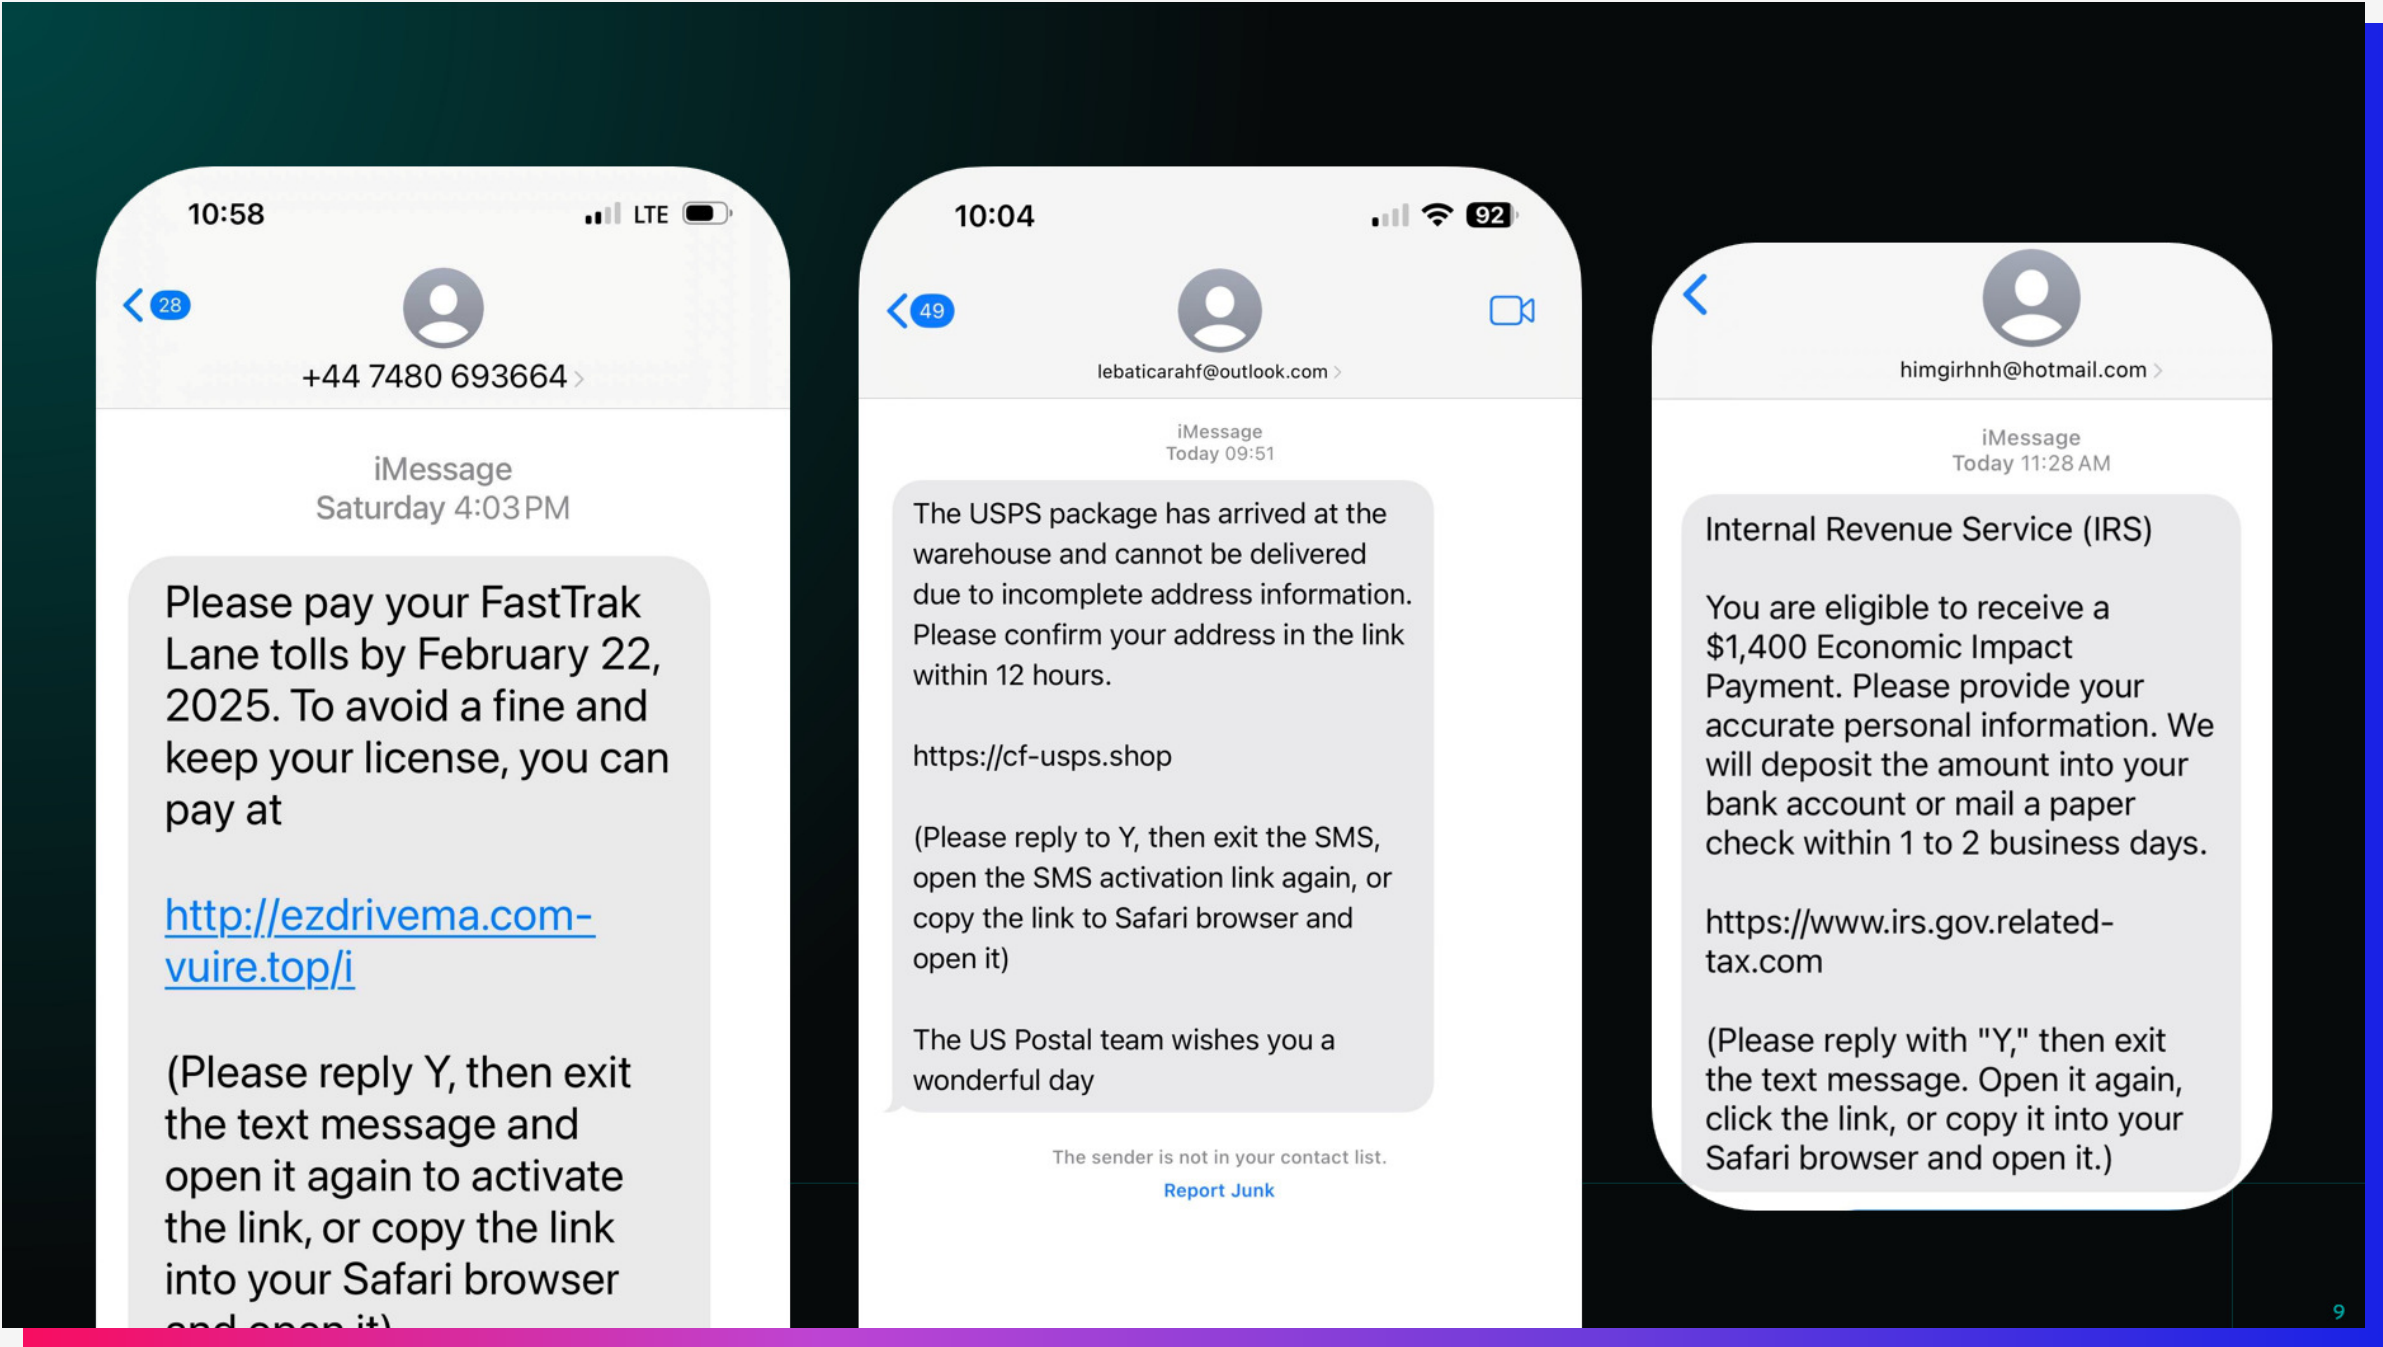 10:58
LTE
28
+44 7480 693664
iMessage
Saturday 4:03 PM
Please pay your FastTrak
Lane tolls by February 22,
2025. To avoid a fine and
keep your license, you can
pay at
http://ezdrivema.com-
vuire.top/i
(Please reply Y, then exit
the text message and
open it again to activate
the link, or copy the link
into your Safari browser
and open it)
10:04
92
49
lebaticarahf@outlook.com
iMessage
Today 09:51
The USPS package has arrived at the
warehouse and cannot be delivered
due to incomplete address information.
Please confirm your address in the link
within 12 hours.
https://cf-usps.shop
(Please reply to Y, then exit the SMS,
open the SMS activation link again, or
copy the link to Safari browser and
open it)
The US Postal team wishes you a
wonderful day
The sender is not in your contact list.
Report Junk
himgirhnh@hotmail.com
iMessage
Today 11:28 AM
Internal Revenue Service (IRS)
You are eligible to receive a
$1,400 Economic Impact
Payment. Please provide your
accurate personal information. We
will deposit the amount into your
bank account or mail a paper
check within 1 to 2 business days.
https://www.irs.gov.related-
tax.com
(Please reply with "Y," then exit
the text message. Open it again,
click the link, or copy it into your
Safari browser and open it.)
9